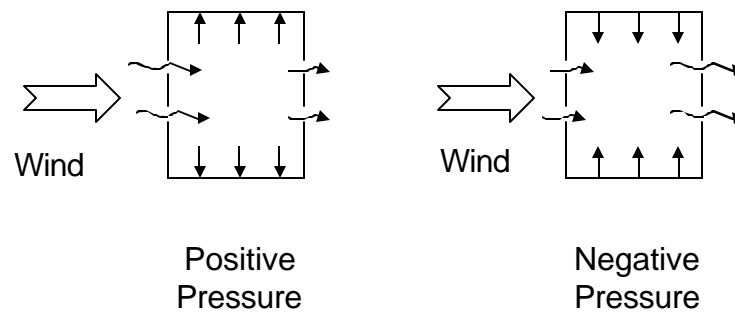 Wind
Wind
Positive
Pressure
Negative
Pressure